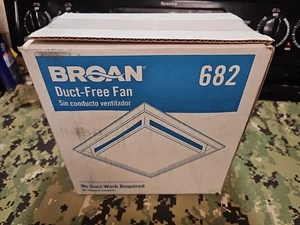 BROAN® 682
Duct-Free Fan
Sin conducto ventilador
No Duct Work Required